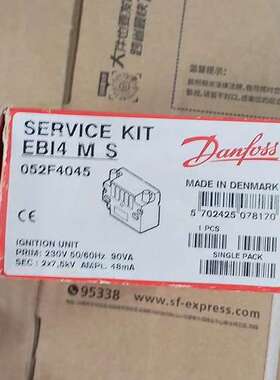 SERVICE KIT
EBI4 M S
052F4045
Danfoss
MADE IN DENMARK
5 702425 078170
1 PCS
SINGLE PACK
CE
IGNITION UNIT
PRIM: 230V 50/60Hz 90VA
SEC: 2x7,5kV AMPL. 48mA
95338
www.sf-express.com